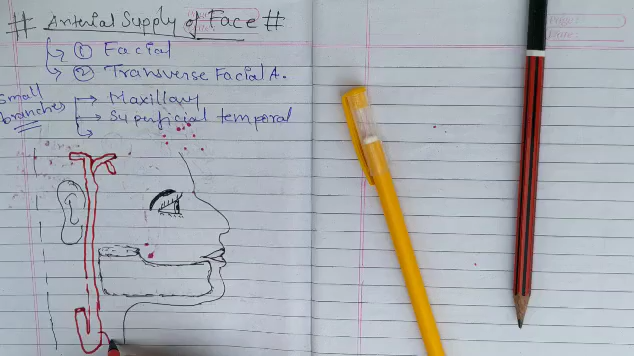 # Arterial Supply of Face #
① Facial
② Transverse Facial A.
small branches
Maxillary
Superficial temporal